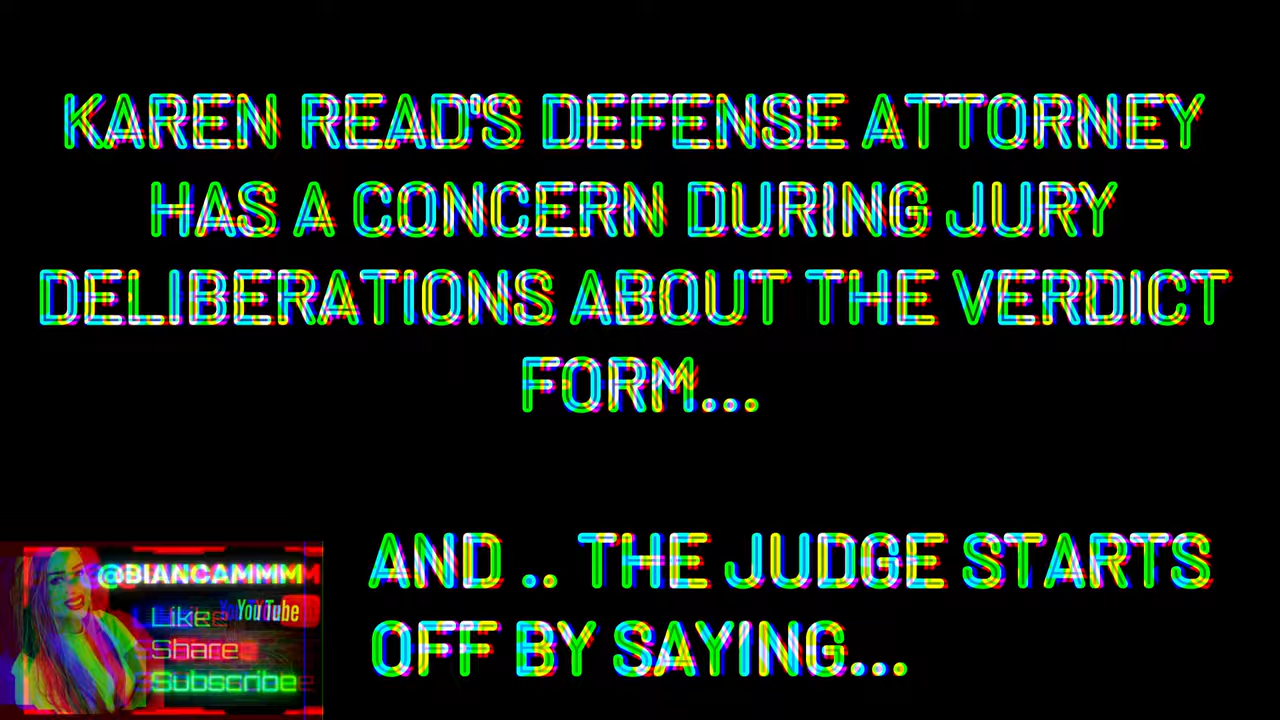 KAREN READ'S DEFENSE ATTORNEY
HAS A CONCERN DURING JURY
DELIBERATIONS ABOUT THE VERDICT
FORM...
AND .. THE JUDGE STARTS
OFF BY SAYING...
@BIANCAMMM
Like
YouTube
Share
Subscribe